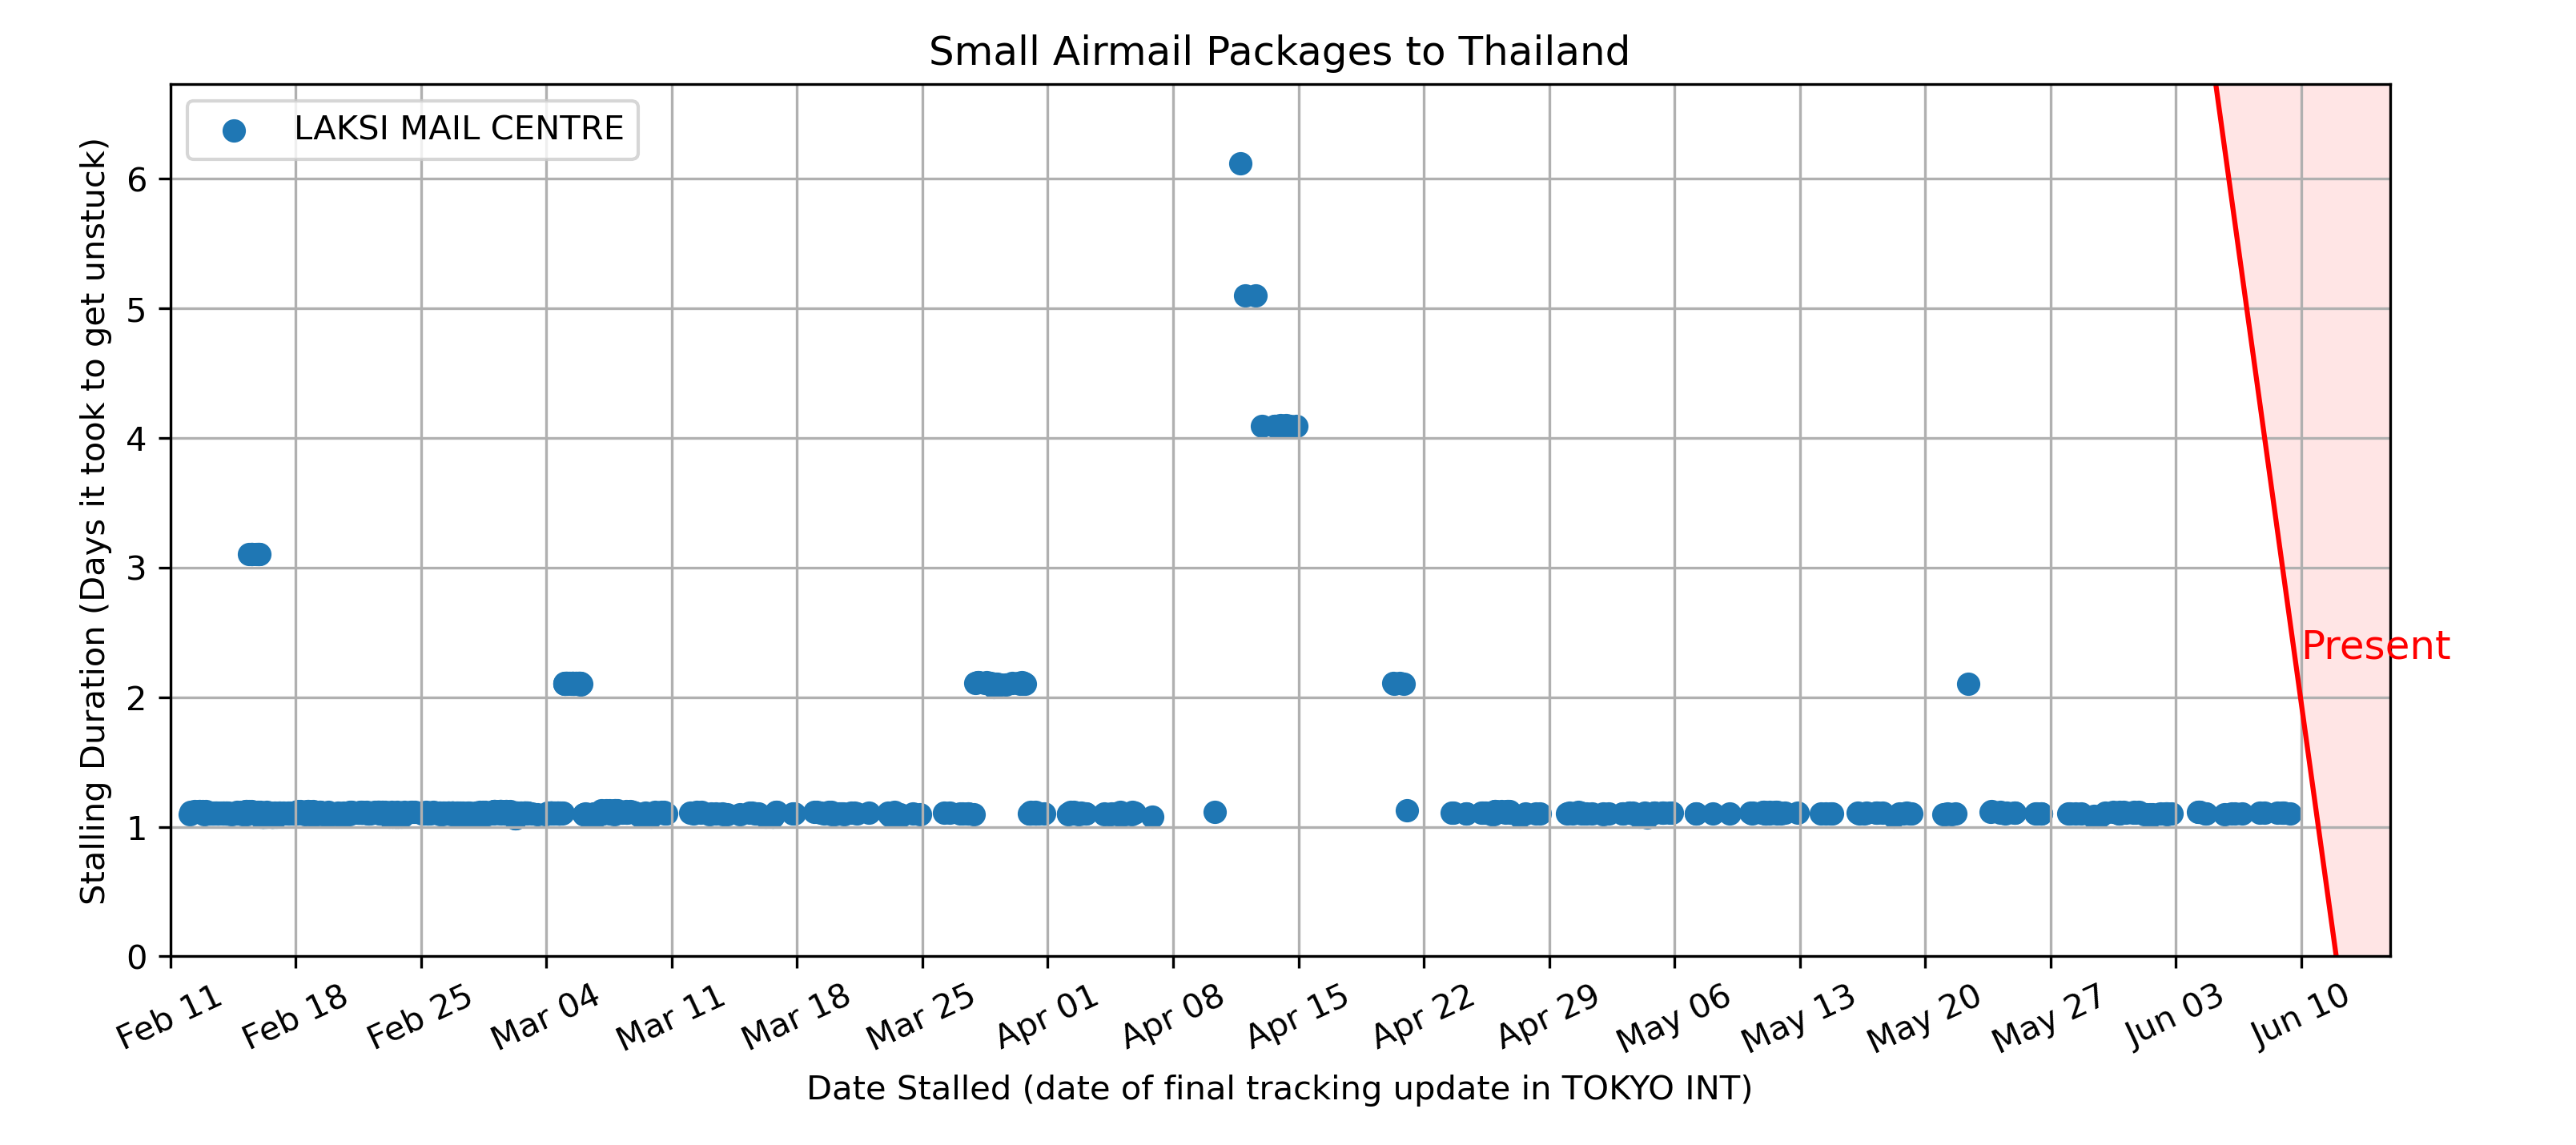 Small Airmail Packages to Thailand
LAKSI MAIL CENTRE
Stalling Duration (Days it took to get unstuck)
6
5
4
3
2
1
0
Present
Feb 11
Feb 18
Feb 25
Mar 04
Mar 11
Mar 18
Mar 25
Apr 01
Apr 08
Apr 15
Apr 22
Apr 29
May 06
May 13
May 20
May 27
Jun 03
Jun 10
Date Stalled (date of final tracking update in TOKYO INT)